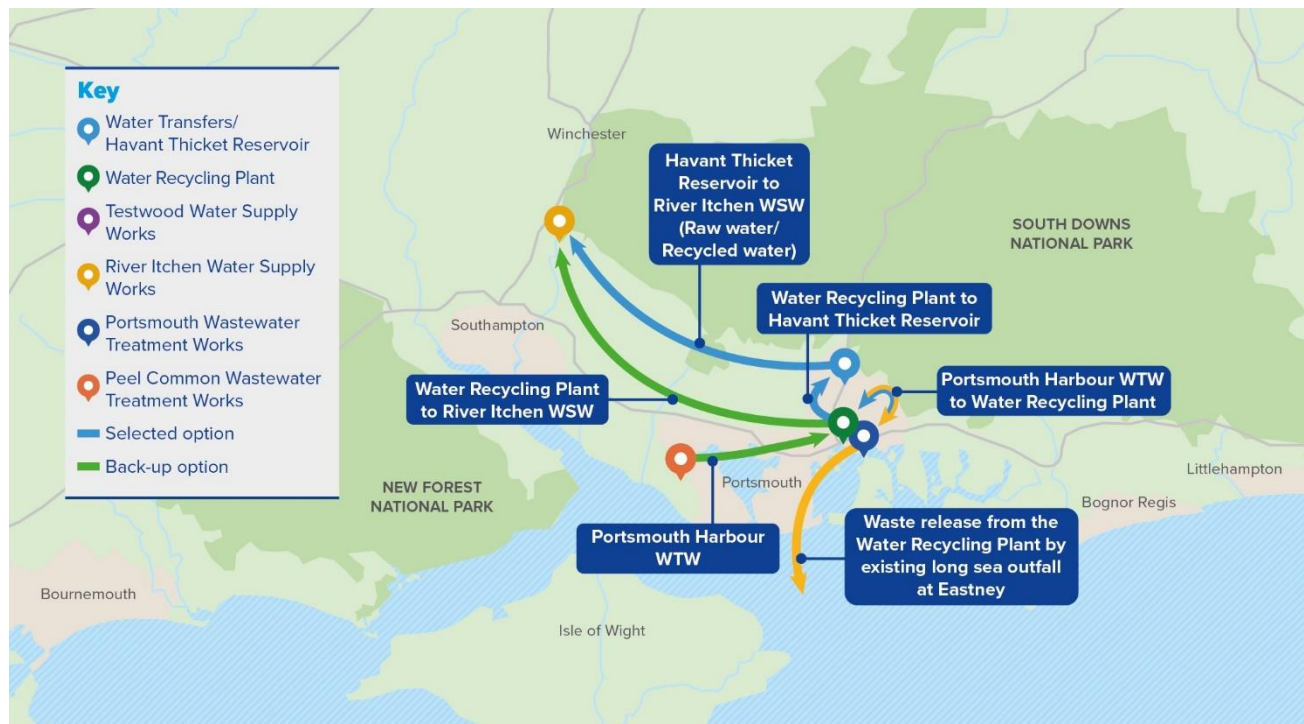 Key
Water Transfers/
Havant Thicket Reservoir
Water Recycling Plant
Testwood Water Supply
Works
River Itchen Water Supply
Works
Portsmouth Wastewater
Treatment Works
Peel Common Wastewater
Treatment Works
Selected option
Back-up option
Winchester
Havant Thicket
Reservoir to
River Itchen WSW
(Raw water/
Recycled water)
SOUTH DOWNS
NATIONAL PARK
Water Recycling Plant to
Havant Thicket Reservoir
Southampton
Water Recycling Plant
to River Itchen WSW
Portsmouth Harbour WTW
to Water Recycling Plant
Littlehampton
NEW FOREST
NATIONAL PARK
Portsmouth
Bognor Regis
Portsmouth Harbour
WTW
Waste release from the
Water Recycling Plant by
existing long sea outfall
at Eastney
Bournemouth
Isle of Wight